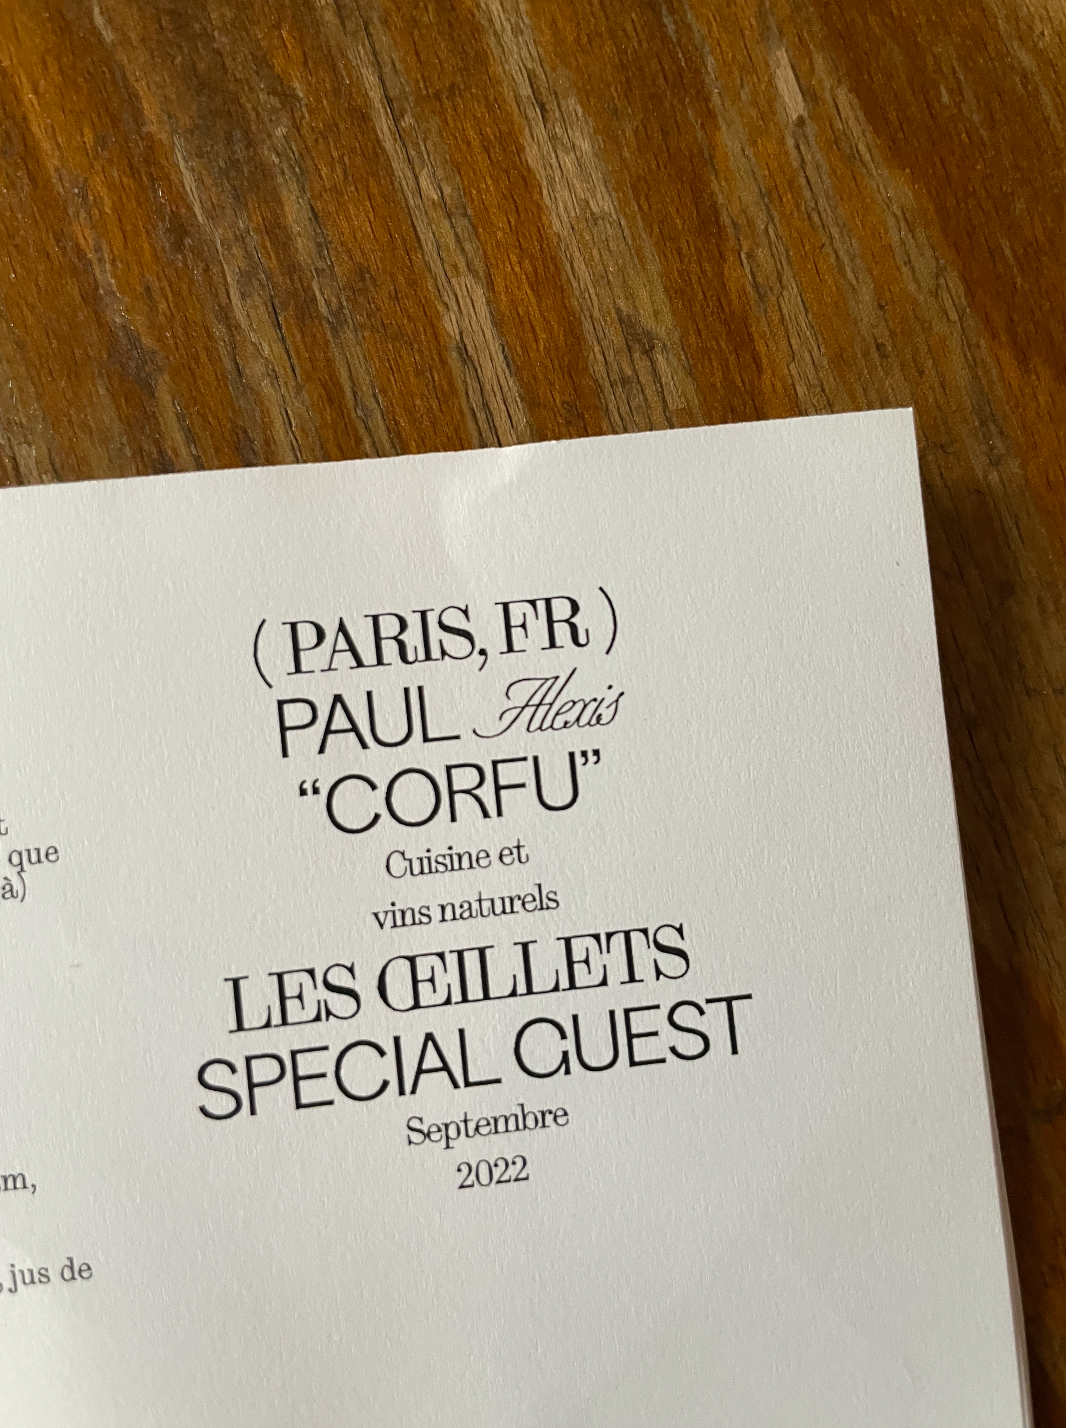 ( PARIS, FR )
PAUL Alexis
“CORFU”
Cuisine et
vins naturels
LES ŒILLETS
SPECIAL GUEST
Septembre
2022
t
que
à)
m,
, jus de